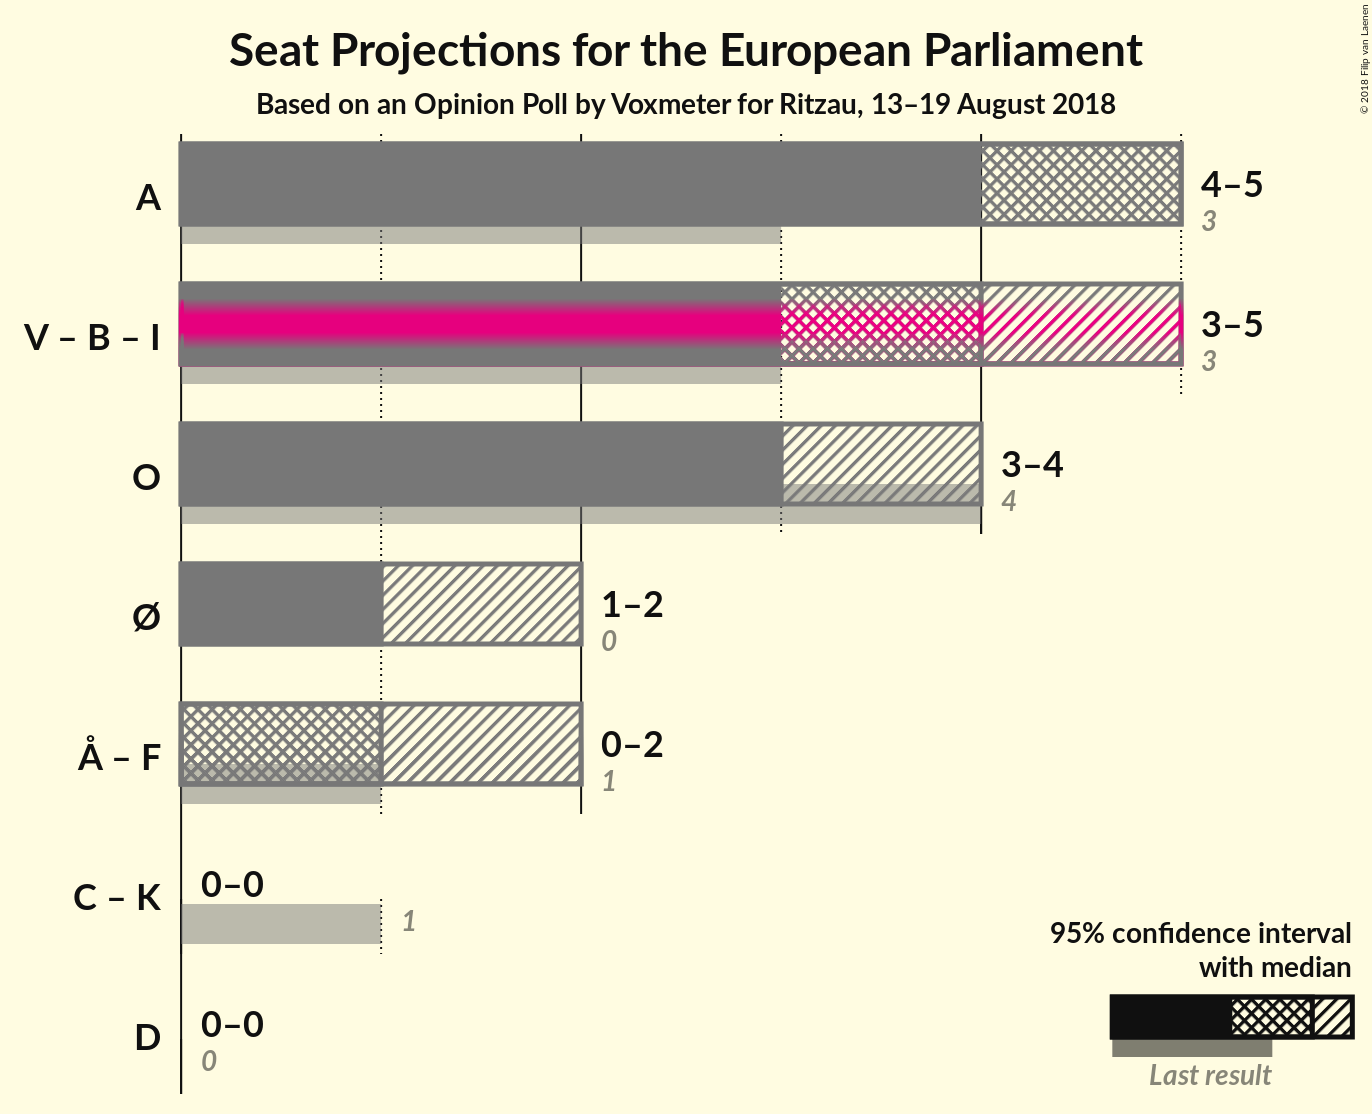 Seat Projections for the European Parliament
Based on an Opinion Poll by Voxmeter for Ritzau, 13–19 August 2018
© 2018 Filip van Laenen
A
4–5
3
V – B – I
3–5
3
O
3–4
4
Ø
1–2
0
Å – F
0–2
1
C – K
0–0
1
D
0–0
0
95% confidence interval
with median
Last result